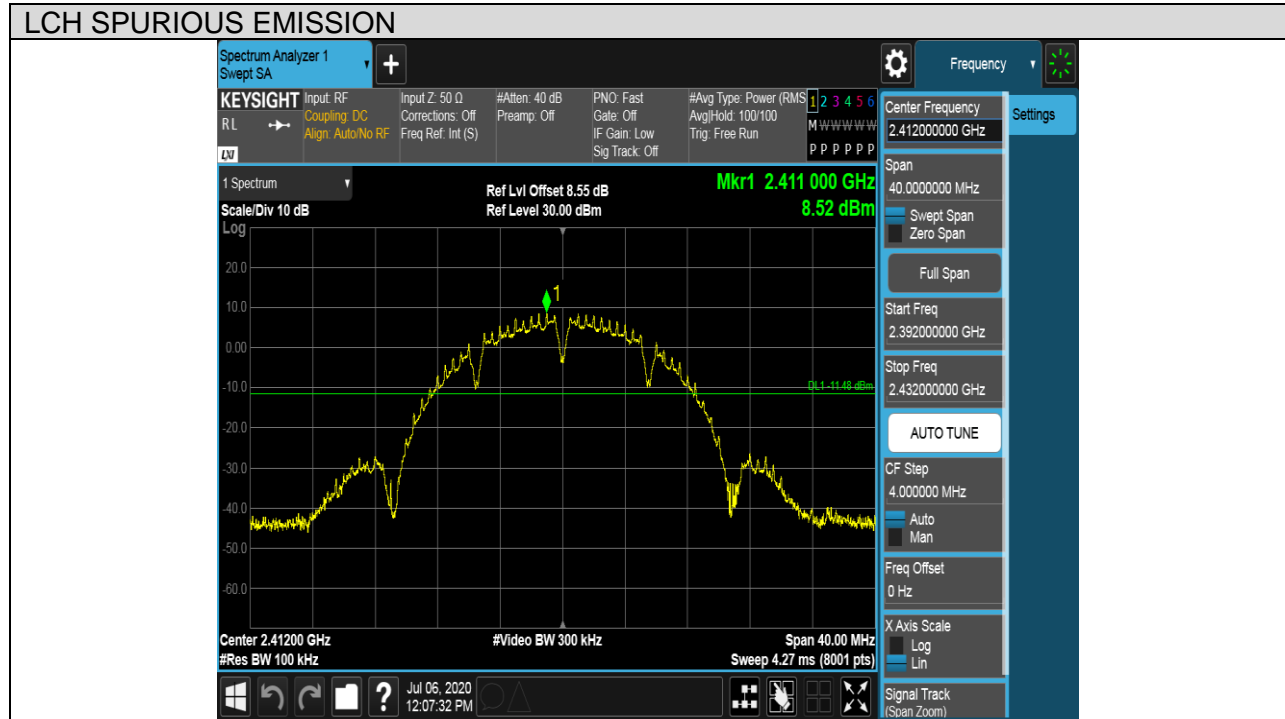 LCH SPURIOUS EMISSION
Spectrum Analyzer 1
Swept SA
+
Frequency
KEYSIGHT
RL
LXI
Input: RF
Coupling: DC
Align: Auto/No RF
Input Z: 50 Ω
Corrections: Off
Freq Ref: Int (S)
#Atten: 40 dB
Preamp: Off
PNO: Fast
Gate: Off
IF Gain: Low
Sig Track: Off
#Avg Type: Power (RMS
Avg|Hold: 100/100
Trig: Free Run
1 2 3 4 5 6
M W W W W W
P P P P P P
1 Spectrum
Scale/Div 10 dB
Log
Ref Lvl Offset 8.55 dB
Ref Level 30.00 dBm
Mkr1 2.411 000 GHz
8.52 dBm
1
20.0
10.0
0.00
-10.0
-20.0
-30.0
-40.0
-50.0
-60.0
DL1 -11.48 dBm
Center 2.41200 GHz
#Res BW 100 kHz
#Video BW 300 kHz
Span 40.00 MHz
Sweep 4.27 ms (8001 pts)
Center Frequency
2.412000000 GHz
Settings
Span
40.0000000 MHz
Swept Span
Zero Span
Full Span
Start Freq
2.392000000 GHz
Stop Freq
2.432000000 GHz
AUTO TUNE
CF Step
4.000000 MHz
Auto
Man
Freq Offset
0 Hz
X Axis Scale
Log
Lin
Signal Track
(Span Zoom)
?
Jul 06, 2020
12:07:32 PM